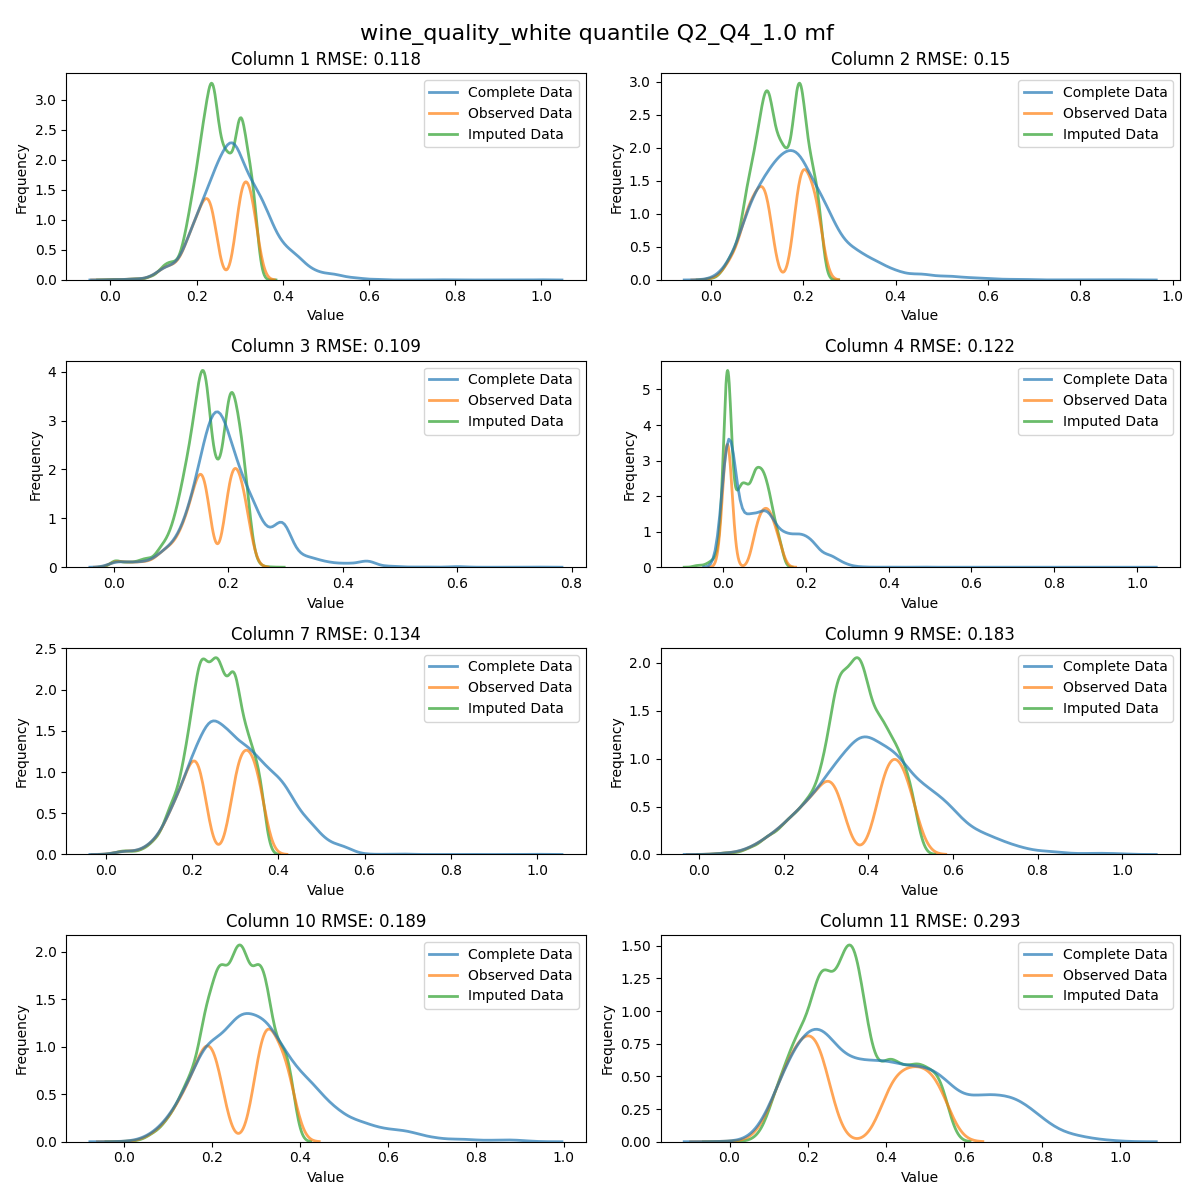 wine_quality_white quantile Q2_Q4_1.0 mf
Column 1 RMSE: 0.118
Frequency
0.0 0.5 1.0 1.5 2.0 2.5 3.0
0.0 0.2 0.4 0.6 0.8 1.0
Value
Complete Data
Observed Data
Imputed Data
Column 2 RMSE: 0.15
Frequency
0.0 0.5 1.0 1.5 2.0 2.5 3.0
0.0 0.2 0.4 0.6 0.8 1.0
Value
Complete Data
Observed Data
Imputed Data
Column 3 RMSE: 0.109
Frequency
0 1 2 3 4
0.0 0.2 0.4 0.6 0.8
Value
Complete Data
Observed Data
Imputed Data
Column 4 RMSE: 0.122
Frequency
0 1 2 3 4 5
0.0 0.2 0.4 0.6 0.8 1.0
Value
Complete Data
Observed Data
Imputed Data
Column 7 RMSE: 0.134
Frequency
0.0 0.5 1.0 1.5 2.0 2.5
0.0 0.2 0.4 0.6 0.8 1.0
Value
Complete Data
Observed Data
Imputed Data
Column 9 RMSE: 0.183
Frequency
0.0 0.5 1.0 1.5 2.0
0.0 0.2 0.4 0.6 0.8 1.0
Value
Complete Data
Observed Data
Imputed Data
Column 10 RMSE: 0.189
Frequency
0.0 0.5 1.0 1.5 2.0
0.0 0.2 0.4 0.6 0.8 1.0
Value
Complete Data
Observed Data
Imputed Data
Column 11 RMSE: 0.293
Frequency
0.00 0.25 0.50 0.75 1.00 1.25 1.50
0.0 0.2 0.4 0.6 0.8 1.0
Value
Complete Data
Observed Data
Imputed Data